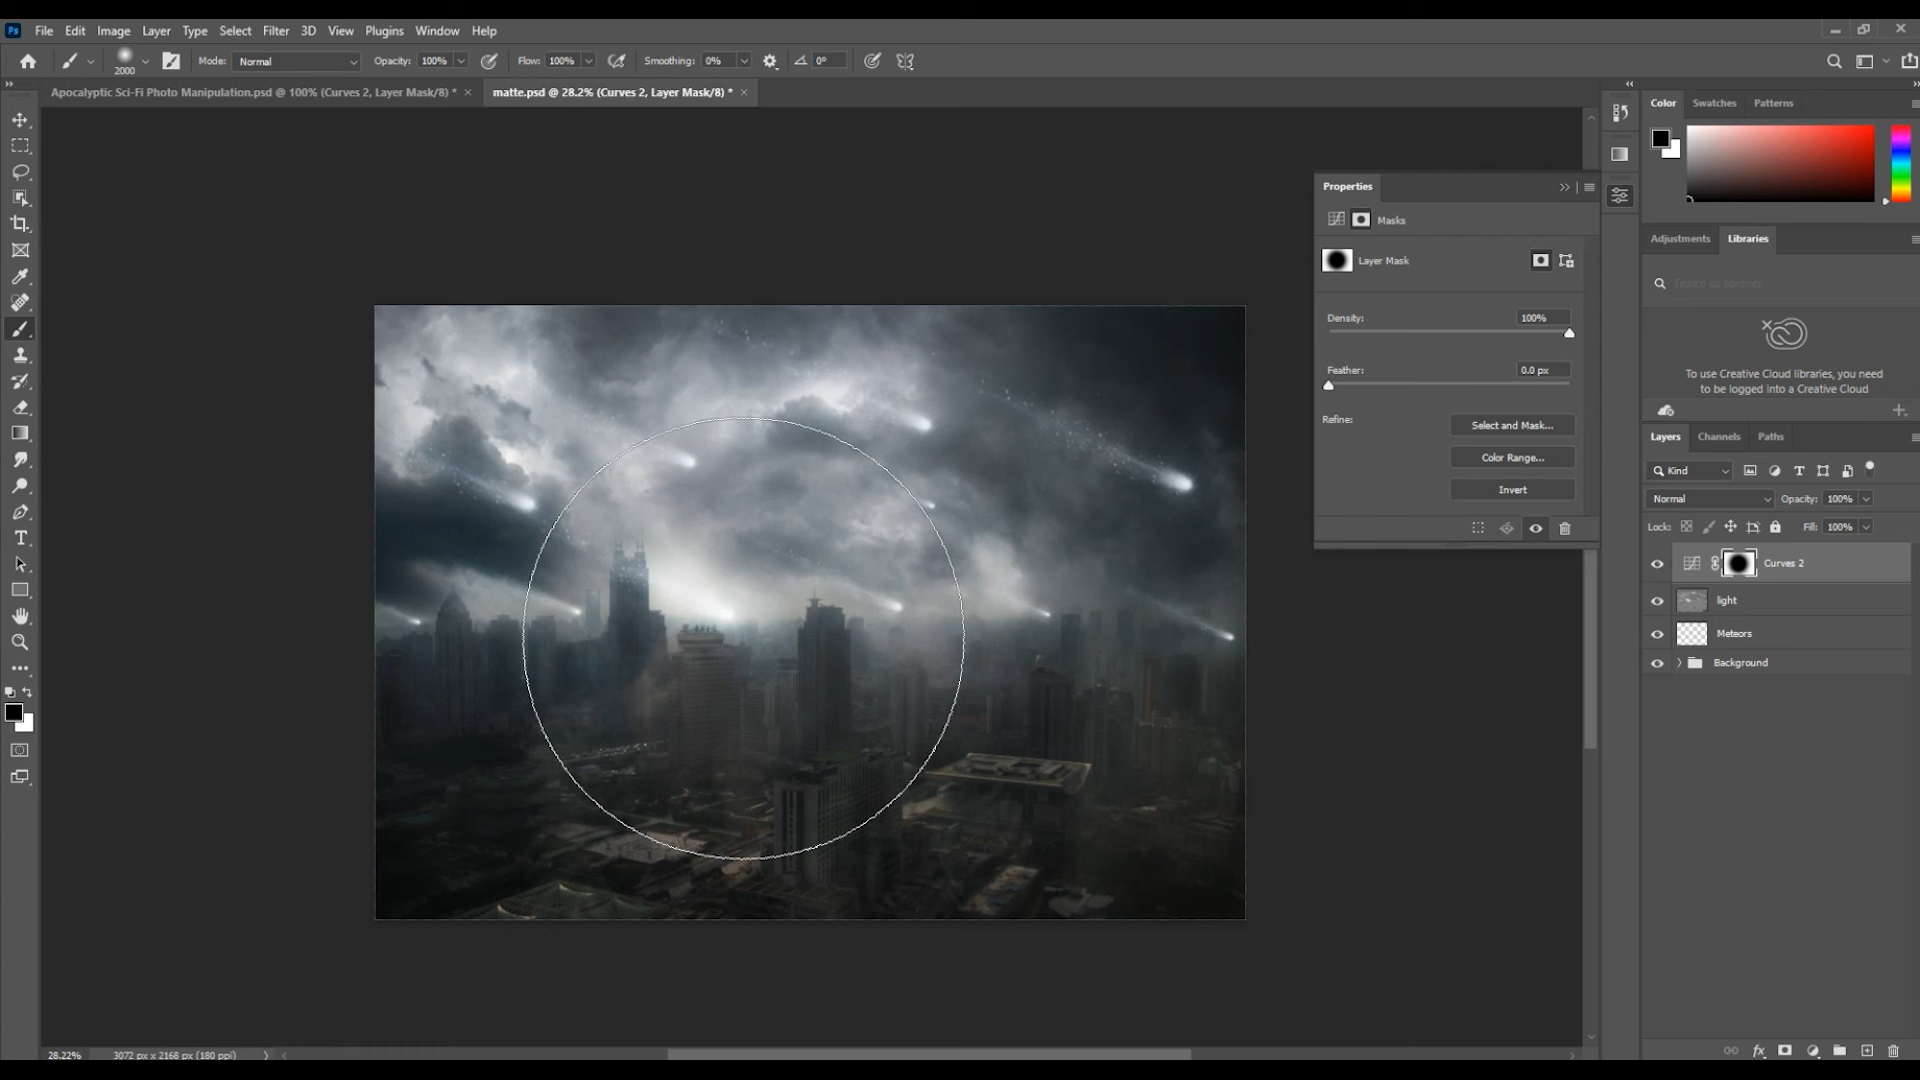 Ps File Edit Image Layer Type Select Filter 3D View Plugins Window Help
2000 Mode: Normal Opacity: 100% Flow: 100% Smoothing: 0% 0°
Apocalyptic Sci-Fi Photo Manipulation.psd @ 100% (Curves 2, Layer Mask/8) * × matte.psd @ 28.2% (Curves 2, Layer Mask/8) * ×
Color Swatches Patterns
Properties
Masks
Layer Mask
Density: 100%
Feather: 0.0 px
Refine:
Select and Mask...
Color Range...
Invert
Adjustments Libraries
To use Creative Cloud libraries, you need
to be logged into a Creative Cloud
Layers Channels Paths
Kind
Normal Opacity: 100%
Lock: Fill: 100%
Curves 2
light
Meteors
Background
28.22% 3072 px x 2168 px (180 ppi)